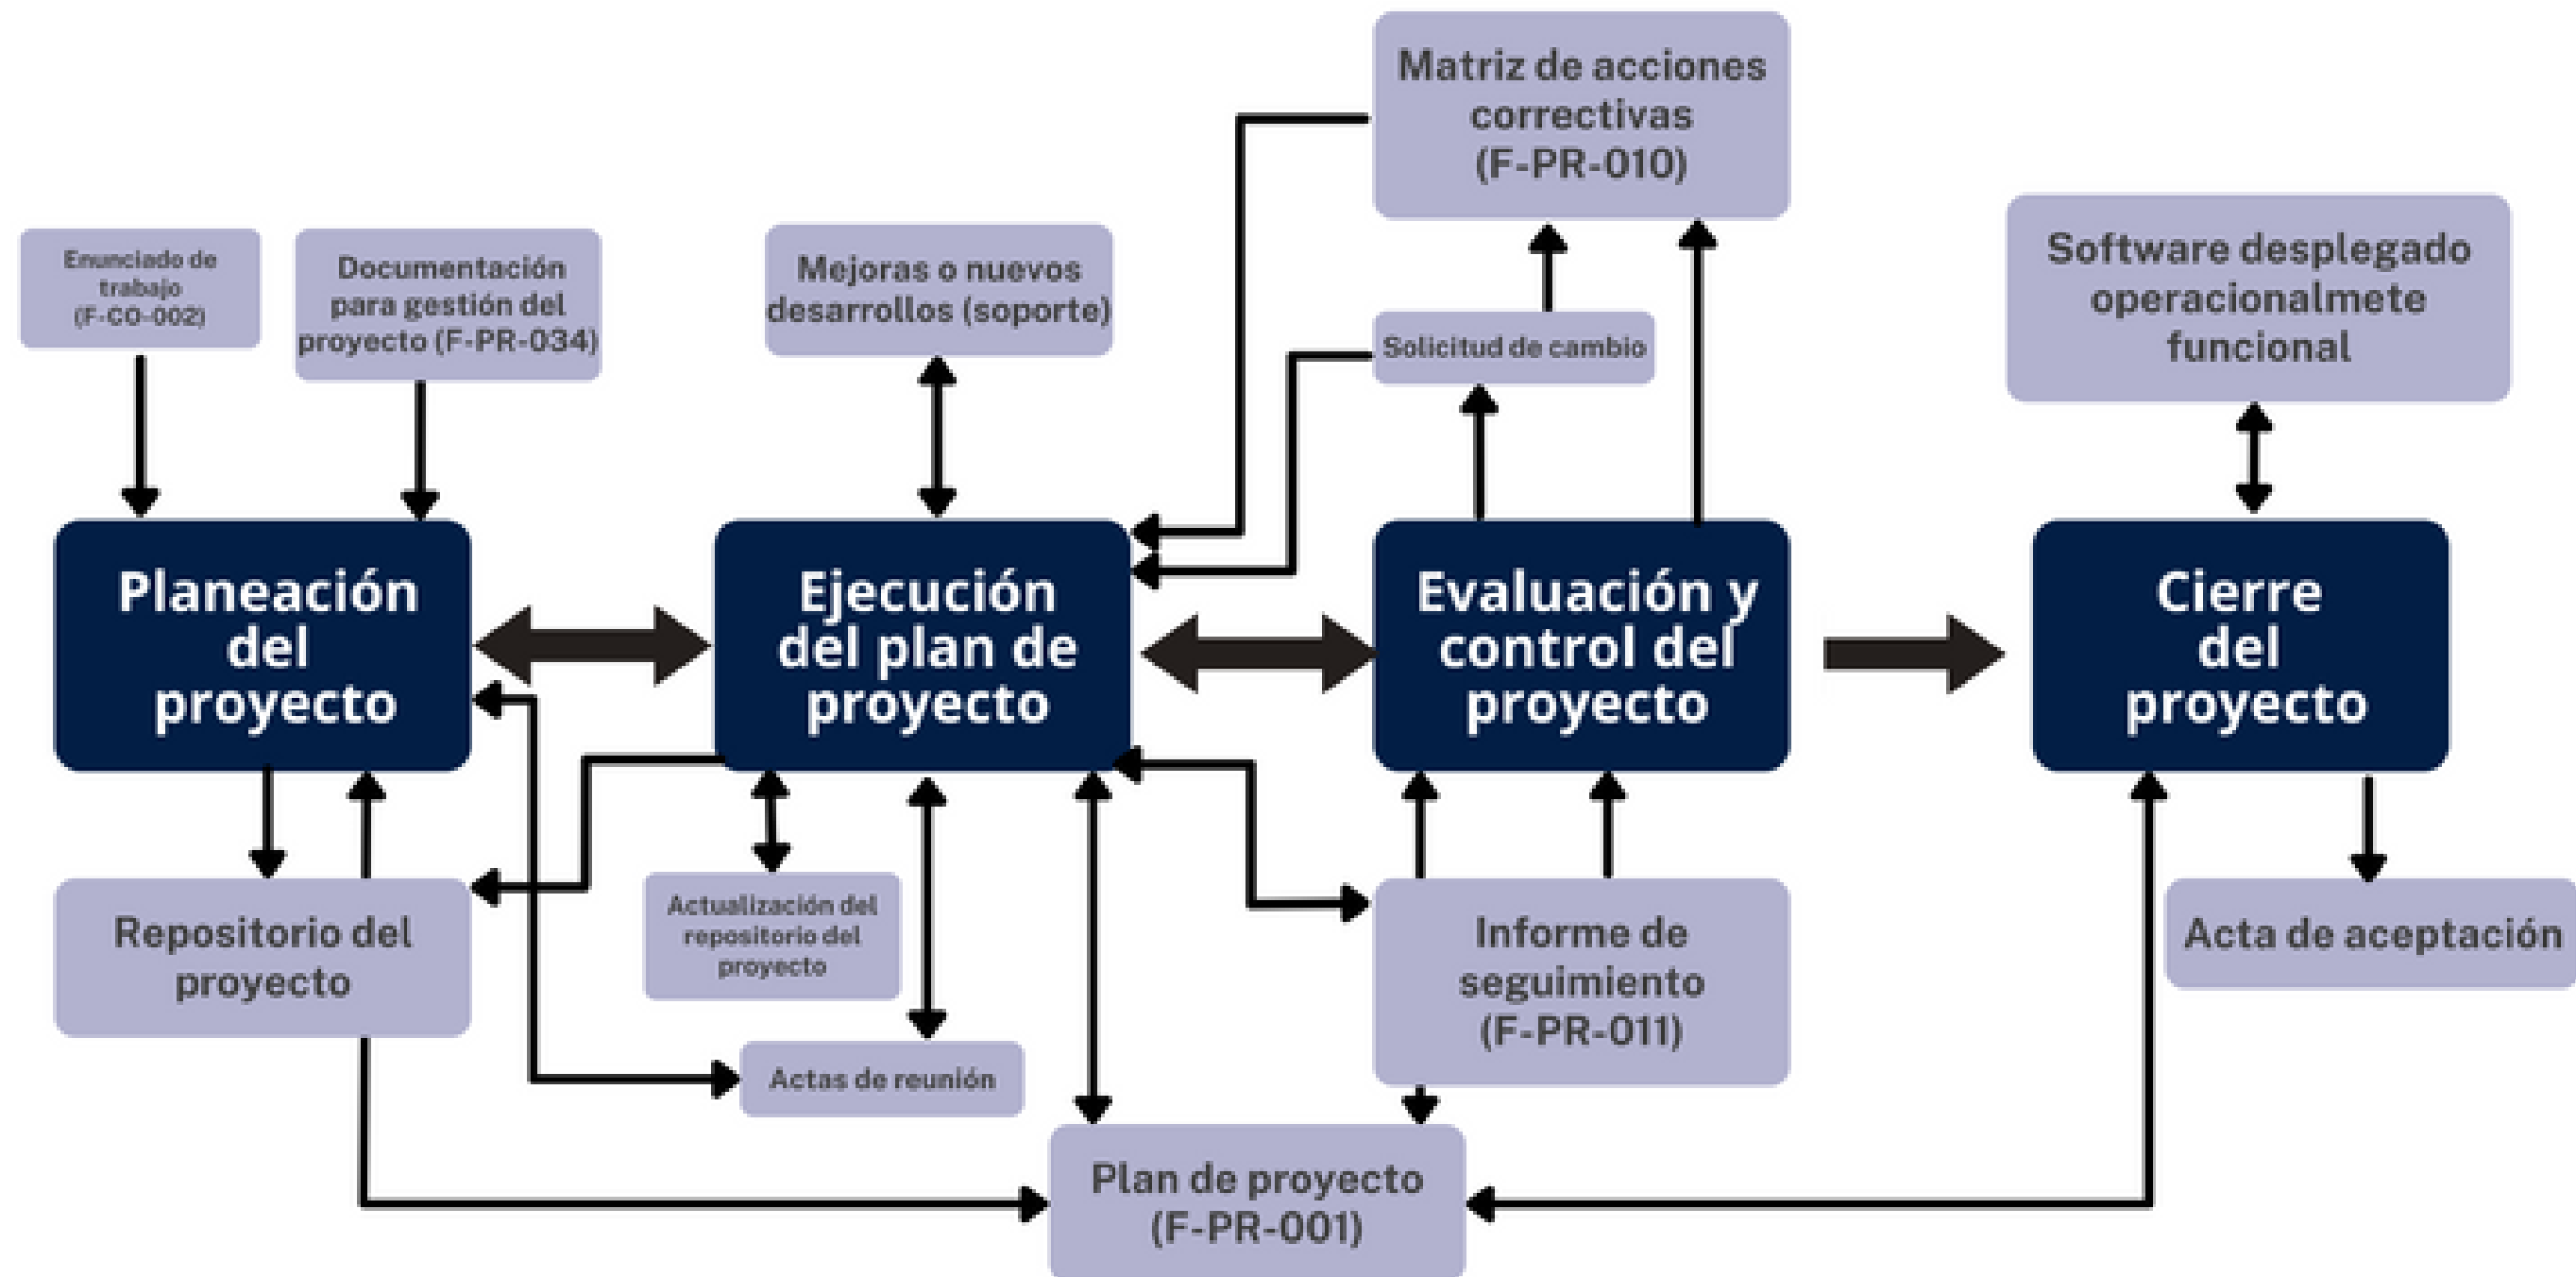 Matriz de acciones
correctivas
(F-PR-010)
Enunciado de
trabajo
(F-CO-002)
Documentación
para gestión del
proyecto (F-PR-034)
Mejoras o nuevos
desarrollos (soporte)
Solicitud de cambio
Software desplegado
operacionalmete
funcional
Planeación
del
proyecto
Ejecución
del plan de
proyecto
Evaluación y
control del
proyecto
Cierre
del
proyecto
Repositorio del
proyecto
Actualización del
repositorio del
proyecto
Actas de reunión
Informe de
seguimiento
(F-PR-011)
Acta de aceptación
Plan de proyecto
(F-PR-001)